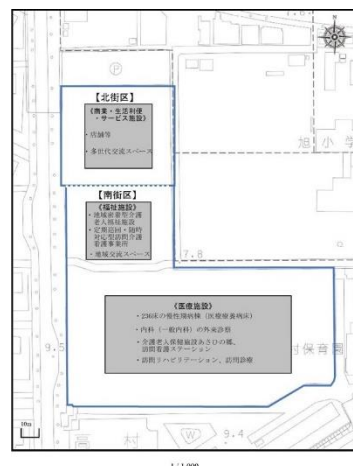 7.8
N
P
【北街区】
《商業・生活利便
・サービス施設》
・店舗等
・多世代交流スペース
旭小学
【南街区】
《福祉施設》
・地域密着型介護
老人福祉施設
・定期巡回・随時
対応型訪問介護
看護事業所
・地域交流スペース
7.8
《医療施設》
・236床の慢性期病棟（医療療養病床）
・内科（一般内科）の外来診察
・介護老人保健施設あさひの郷、
訪問看護ステーション
・訪問リハビリテーション、訪問診療
9.5
村保育園
10m
高村
W
9.4